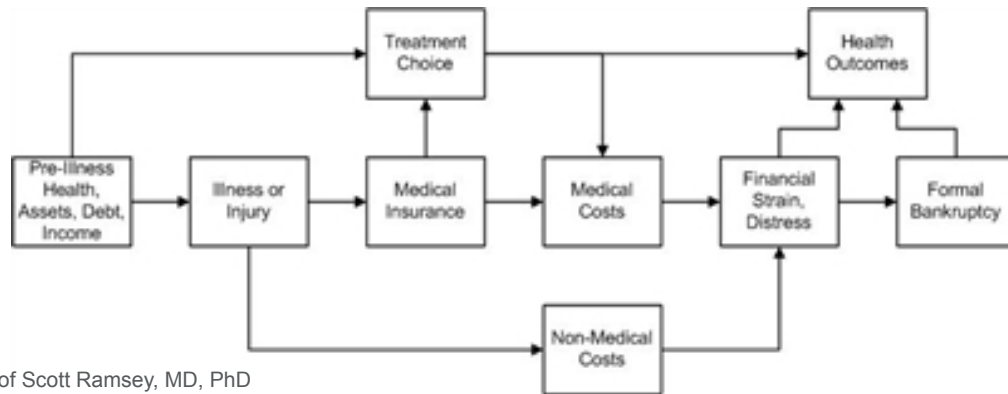 Treatment
Choice
Health
Outcomes
Pre-Illness
Health,
Assets, Debt,
Income
Illness or
Injury
Medical
Insurance
Medical
Costs
Financial
Strain,
Distress
Formal
Bankruptcy
Non-Medical
Costs
of Scott Ramsey, MD, PhD